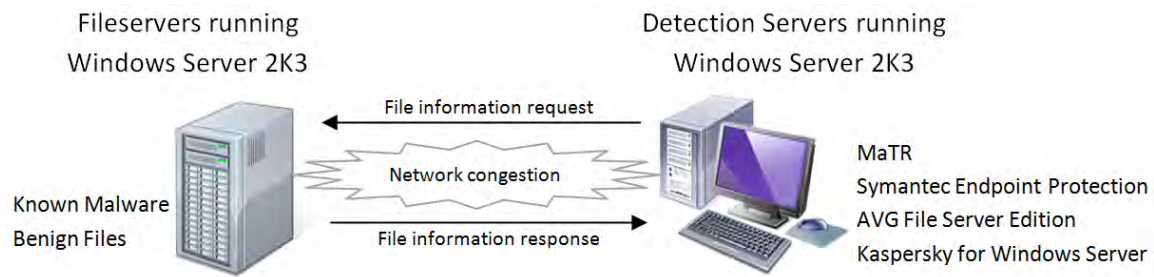 Fileservers running
Windows Server 2K3
Detection Servers running
Windows Server 2K3
File information request
Network congestion
File information response
Known Malware
Benign Files
MaTR
Symantec Endpoint Protection
AVG File Server Edition
Kaspersky for Windows Server